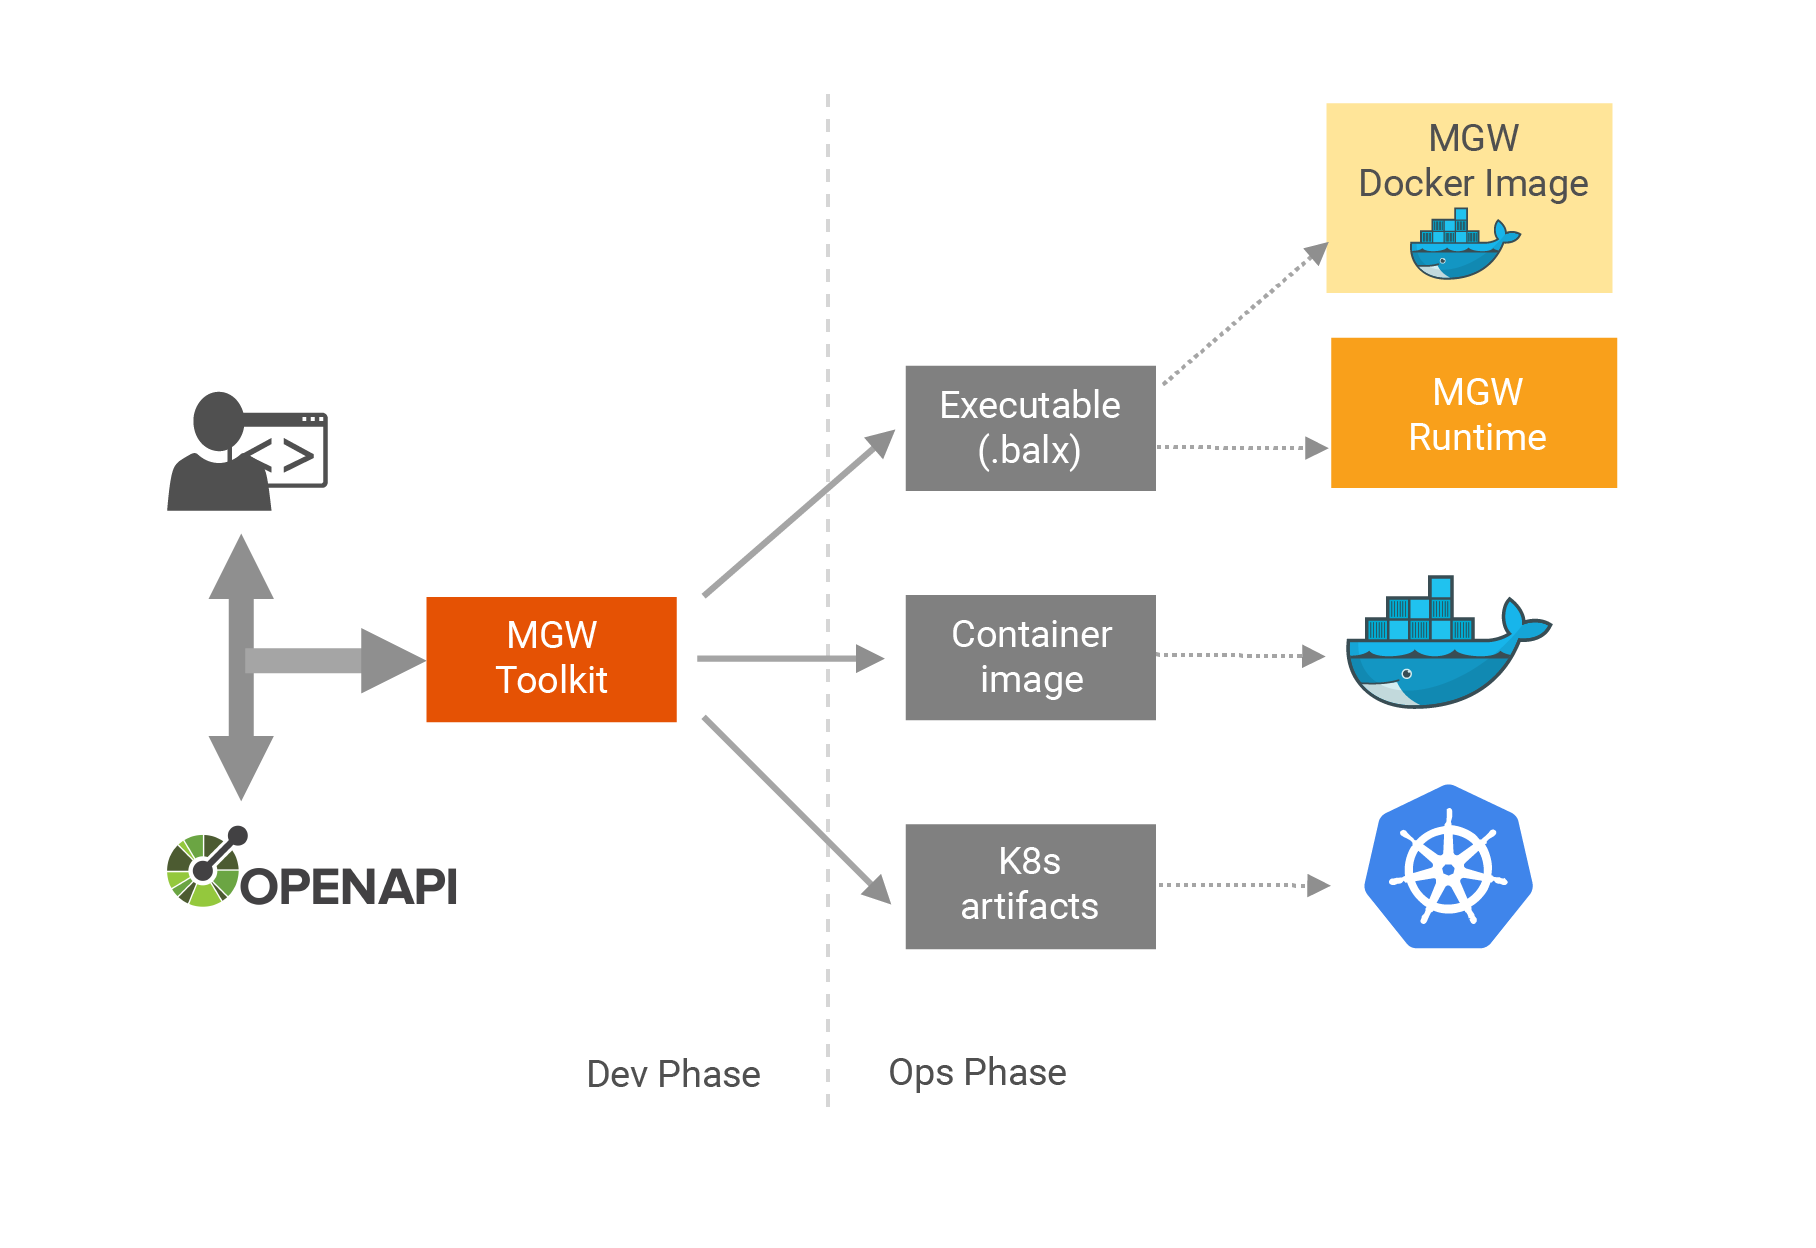 MGW
Docker Image
Executable
(.balx)
MGW
Runtime
< >
MGW
Toolkit
Container
image
K8s
artifacts
OPENAPI
Dev Phase
Ops Phase